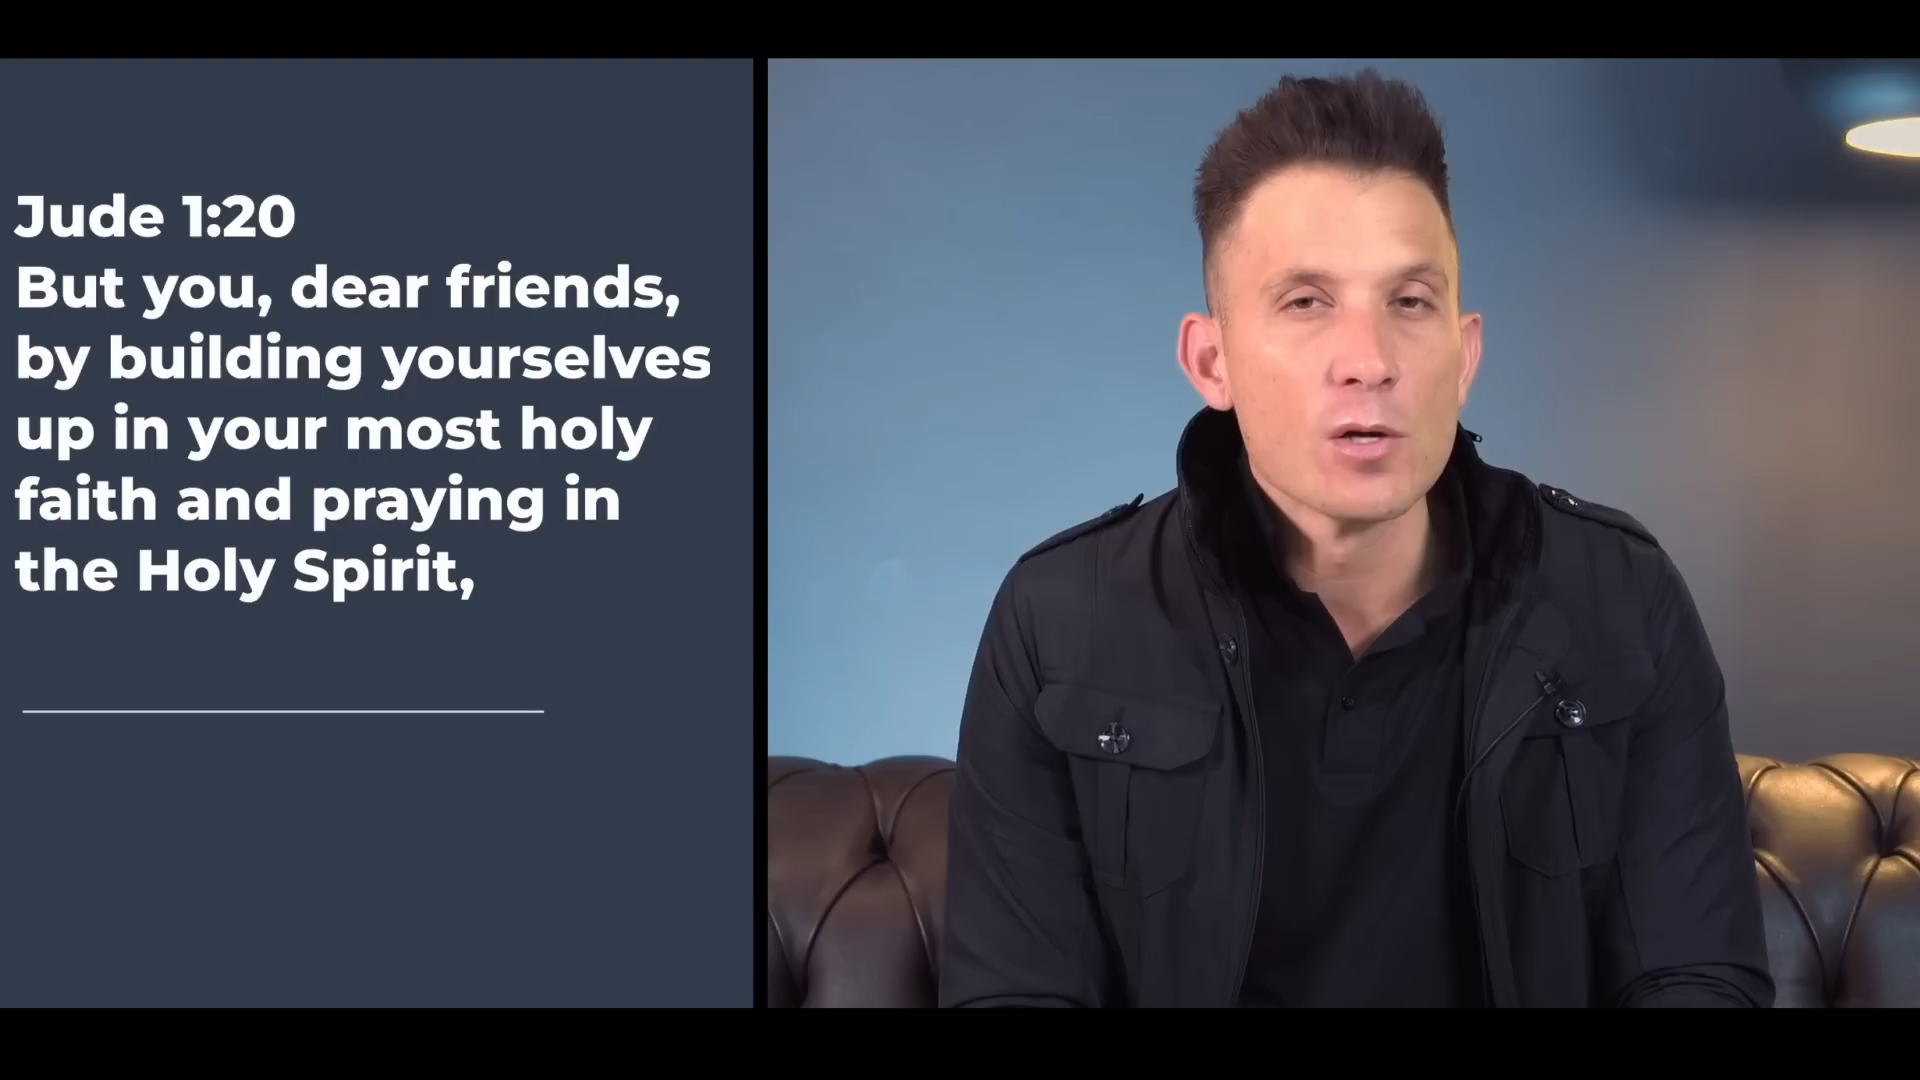 Jude 1:20
But you, dear friends,
by building yourselves
up in your most holy
faith and praying in
the Holy Spirit,